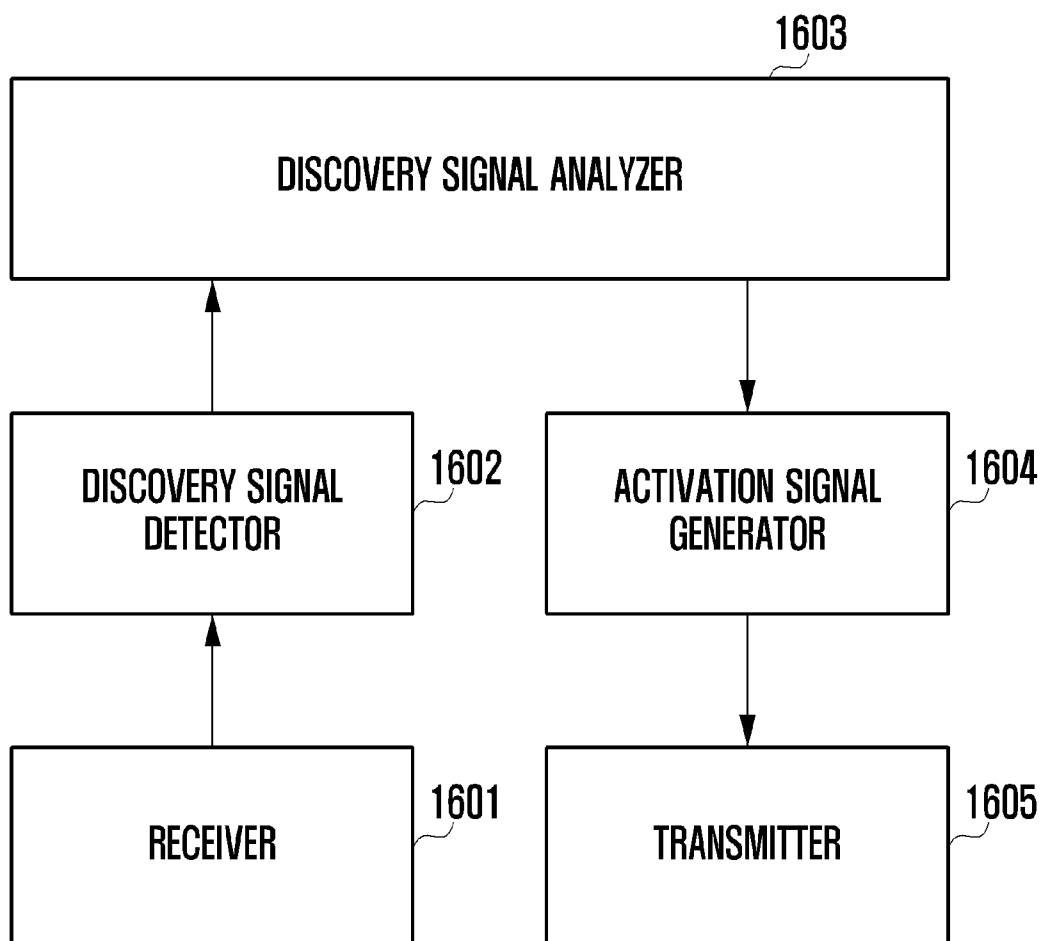 1603
DISCOVERY SIGNAL ANALYZER
DISCOVERY SIGNAL
DETECTOR
1602
ACTIVATION SIGNAL
GENERATOR
1604
RECEIVER
1601
TRANSMITTER
1605